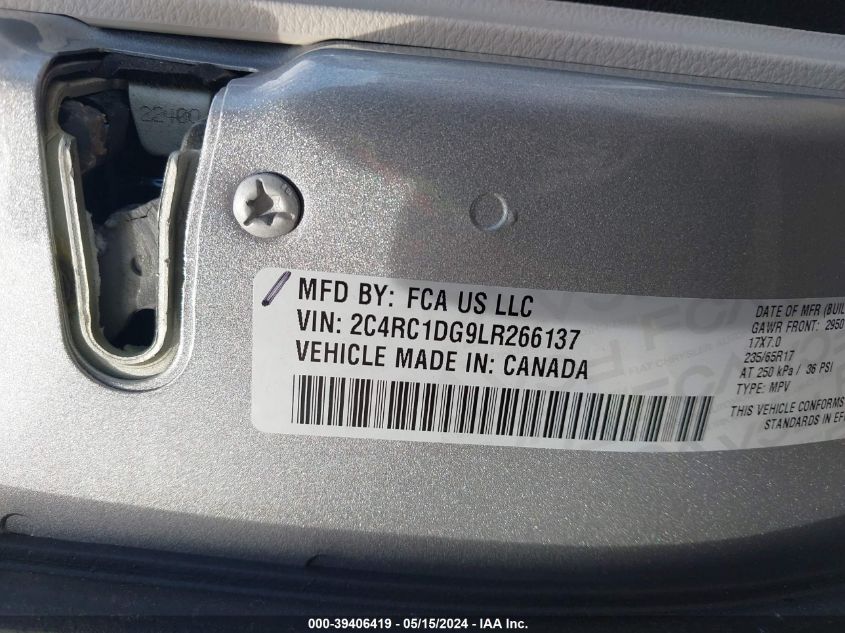 22400
MFD BY: FCA US LLC
VIN: 2C4RC1DG9LR266137
VEHICLE MADE IN: CANADA
DATE OF MFR (BUIL
GAWR FRONT: 2950
17X7.0
235/65R17
AT 250 kPa / 36 PSI
TYPE: MPV
THIS VEHICLE CONFORMS
STANDARDS IN EF
000-39406419 - 05/15/2024 - IAA Inc.